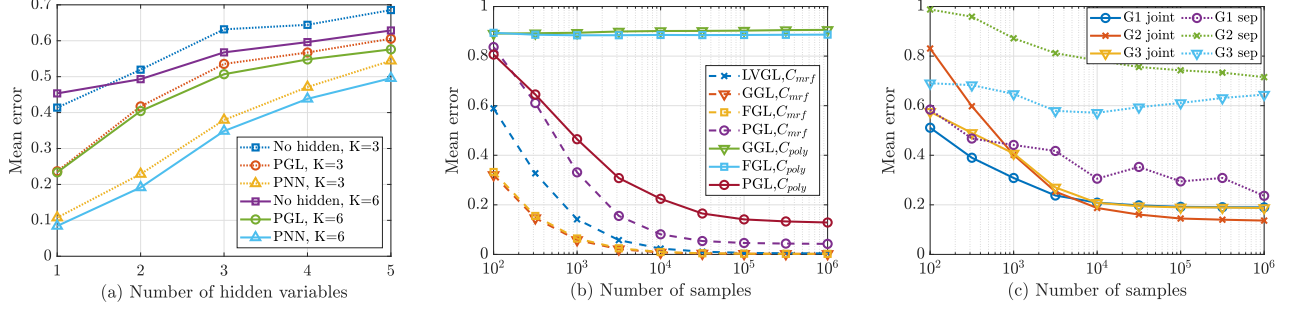 Mean error
0.7
0.6
0.5
0.4
0.3
0.2
0.1
0
1
2
3
4
5
No hidden, K=3
PGL, K=3
PNN, K=3
No hidden, K=6
PGL, K=6
PNN, K=6
(a) Number of hidden variables
Mean error
1
0.8
0.6
0.4
0.2
0
10^2
10^3
10^4
10^5
10^6
LVGL,C_mrf
GGL,C_mrf
FGL,C_mrf
PGL,C_mrf
GGL,C_poly
FGL,C_poly
PGL,C_poly
(b) Number of samples
Mean error
1
0.8
0.6
0.4
0.2
0
10^2
10^3
10^4
10^5
10^6
G1 joint
G2 joint
G3 joint
G1 sep
G2 sep
G3 sep
(c) Number of samples